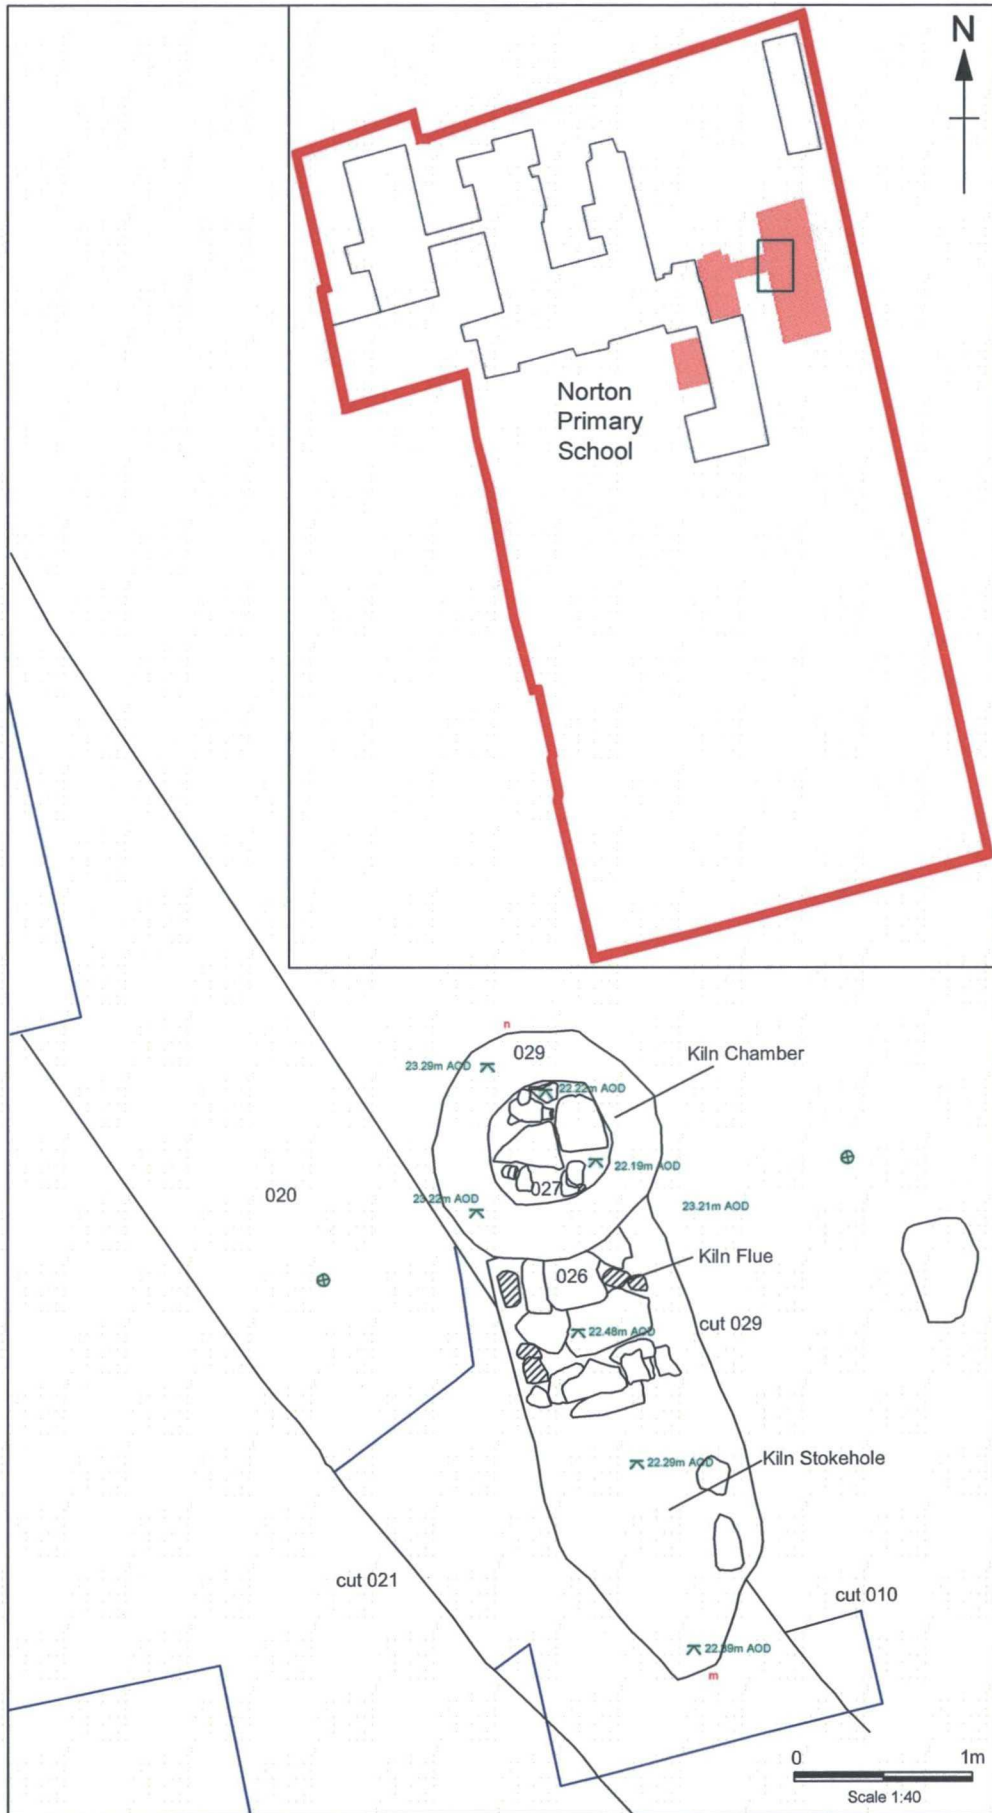 N
Norton
Primary
School
n
029
23.29m AOD
22.22m AOD
Kiln Chamber
22.19m AOD
027
020
23.22m AOD
23.21m AOD
026
Kiln Flue
22.48m AOD
cut 029
22.29m AOD
Kiln Stokehole
cut 021
cut 010
m
0 1m
Scale 1:40